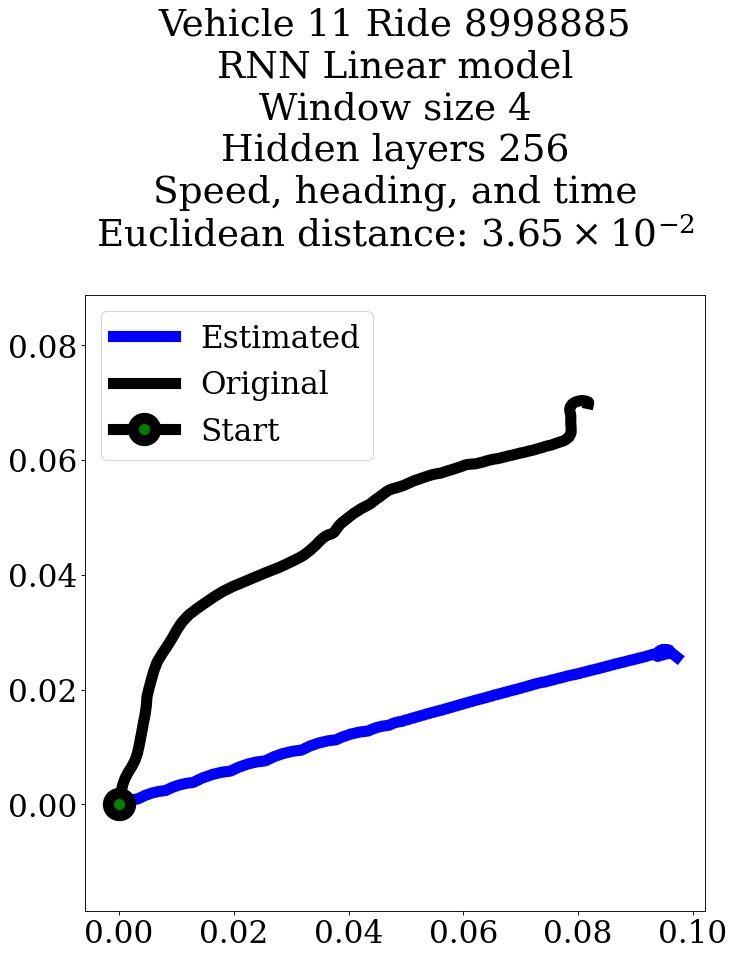 Vehicle 11 Ride 8998885
RNN Linear model
Window size 4
Hidden layers 256
Speed, heading, and time
Euclidean distance: 3.65 × 10⁻²
Estimated
Original
Start
0.08
0.06
0.04
0.02
0.00
0.00 0.02 0.04 0.06 0.08 0.10